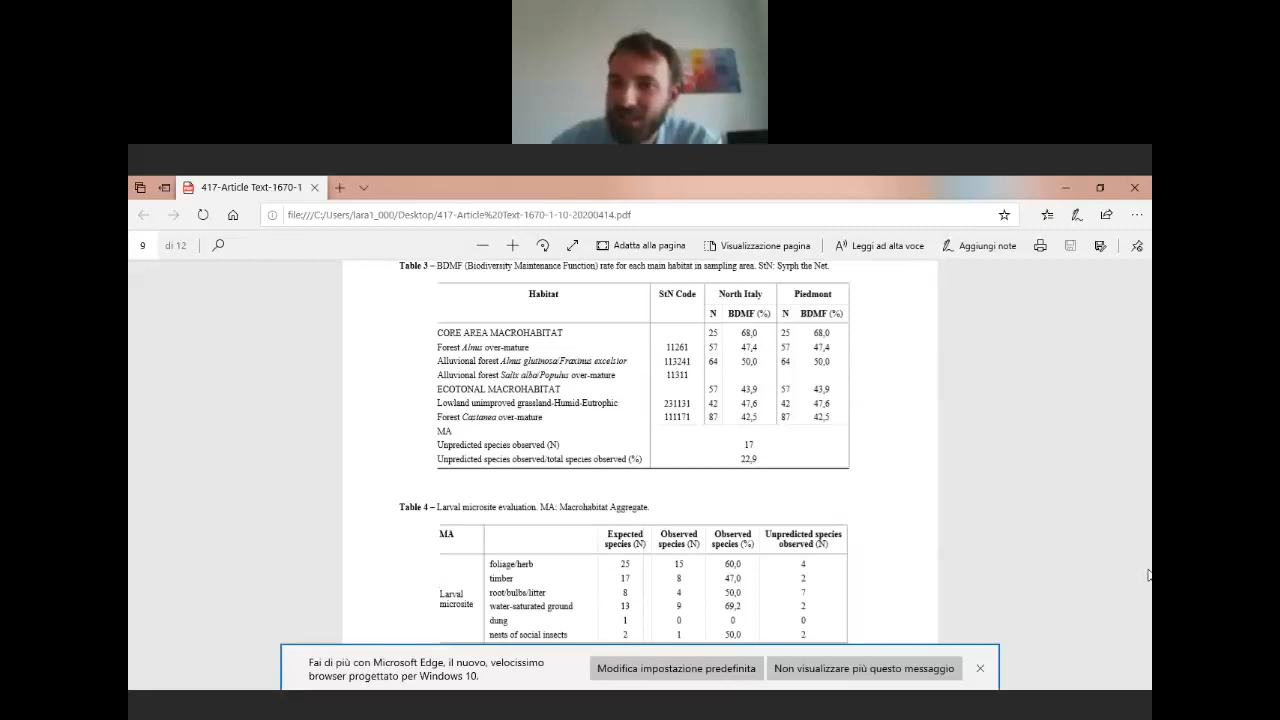 417-Article Text-1670-1
file:///C:/Users/lara1_000/Desktop/417-Article%20Text-1670-1-10-20200414.pdf
9 di 12 Adatta alla pagina Visualizzazione pagina Leggi ad alta voce Aggiungi note
Table 3 – BDMF (Biodiversity Maintenance Function) rate for each main habitat in sampling area. StN: Syrph the Net.
Habitat StN Code North Italy Piedmont
N BDMF (%) N BDMF (%)
CORE AREA MACROHABITAT 25 68,0 25 68,0
Forest Alnus over-mature 11261 57 47,4 57 47,4
Alluvional forest Alnus glutinosa/Fraxinus excelsior 113241 64 50,0 64 50,0
Alluvional forest Salix alba/Populus over-mature 11311
ECOTONAL MACROHABITAT 57 43,9 57 43,9
Lowland unimproved grassland-Humid-Eutrophic 231131 42 47,6 42 47,6
Forest Castanea over-mature 111171 87 42,5 87 42,5
MA
Unpredicted species observed (N) 17
Unpredicted species observed/total species observed (%) 22,9
Table 4 – Larval microsite evaluation. MA: Macrohabitat Aggregate.
MA Expected species (N) Observed species (N) Observed species (%) Unpredicted species observed (N)
Larval microsite
foliage/herb 25 15 60,0 4
timber 17 8 47,0 2
root/bulbs/litter 8 4 50,0 7
water-saturated ground 13 9 69,2 2
dung 1 0 0 0
nests of social insects 2 1 50,0 2
Fai di più con Microsoft Edge, il nuovo, velocissimo
browser progettato per Windows 10.
Modifica impostazione predefinita Non visualizzare più questo messaggio